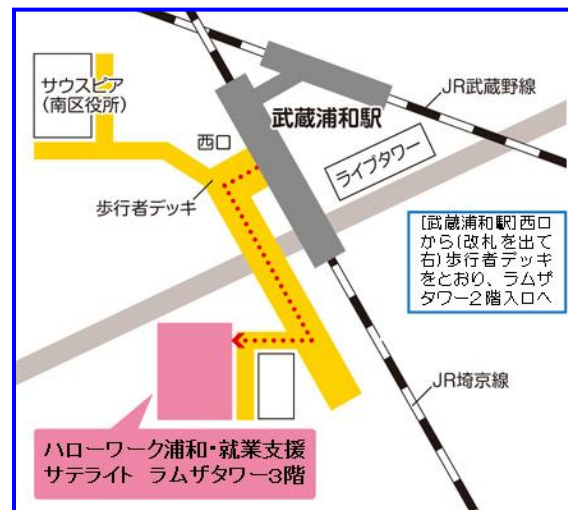 サウスピア
(南区役所)
JR武蔵野線
武蔵浦和駅
西口
ライブタワー
歩行者デッキ
[武蔵浦和駅]西口
から(改札を出て
右)歩行者デッキ
をとおり、ラムザ
タワー2階入口へ
JR埼京線
ハローワーク浦和・就業支援
サテライト ラムザタワー3階